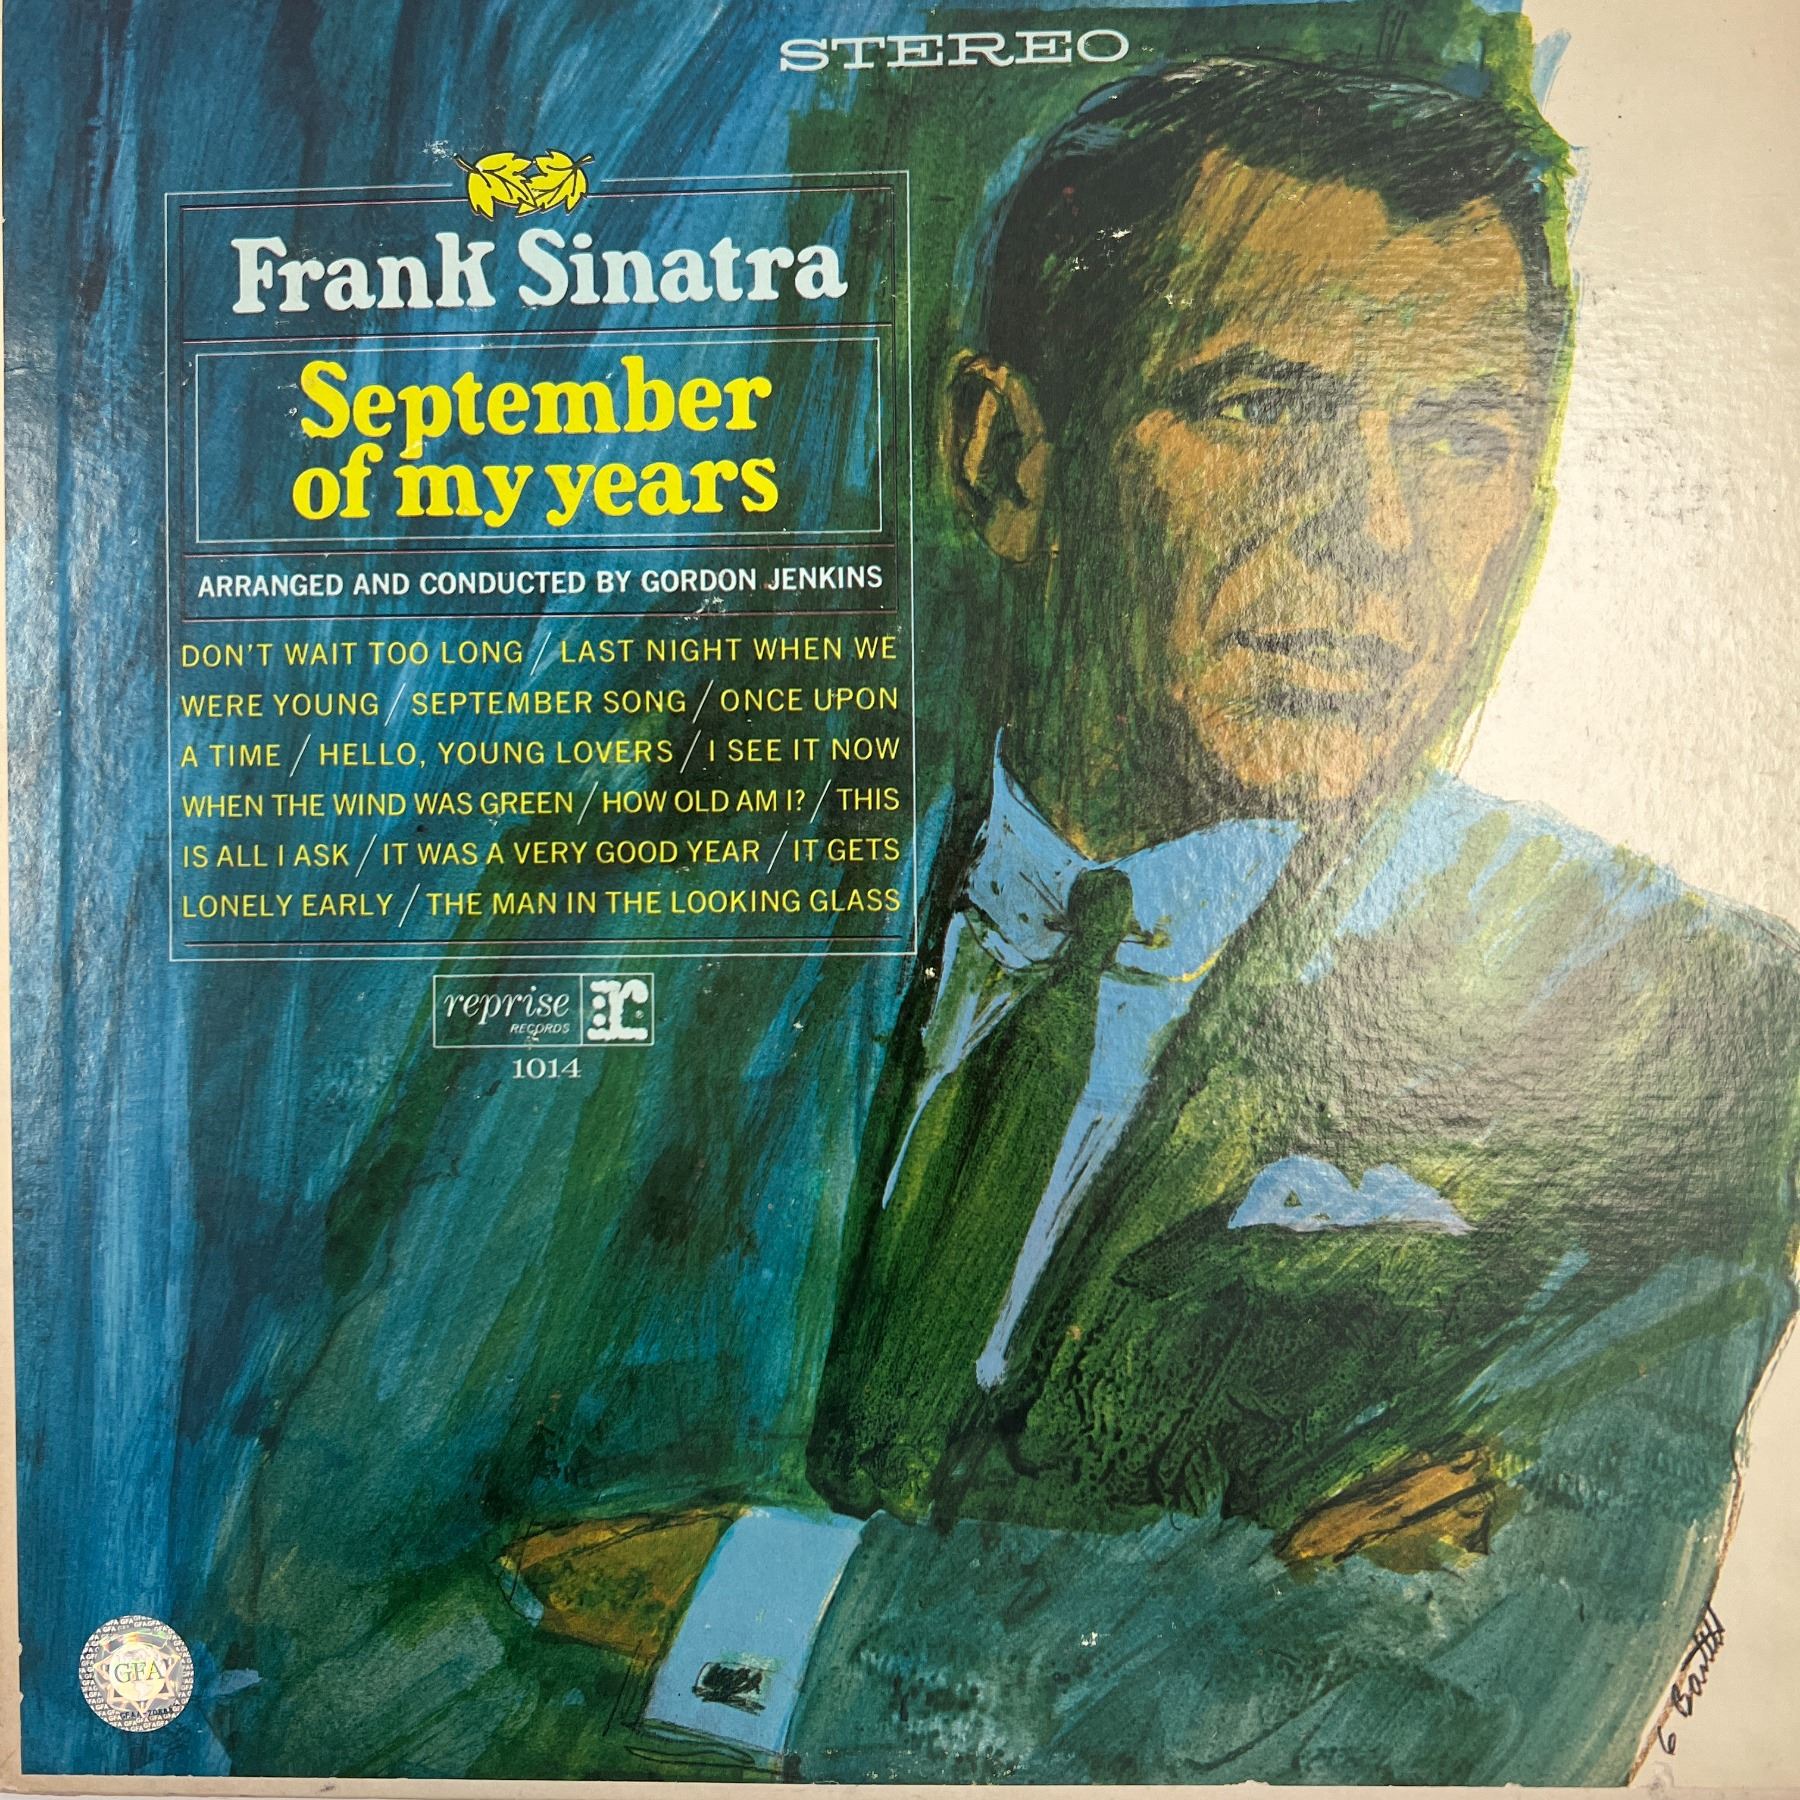 STEREO
Frank Sinatra
September
of my years
ARRANGED AND CONDUCTED BY GORDON JENKINS
DON'T WAIT TOO LONG / LAST NIGHT WHEN WE
WERE YOUNG / SEPTEMBER SONG / ONCE UPON
A TIME / HELLO, YOUNG LOVERS / I SEE IT NOW
WHEN THE WIND WAS GREEN / HOW OLD AM I? / THIS
IS ALL I ASK / IT WAS A VERY GOOD YEAR / IT GETS
LONELY EARLY / THE MAN IN THE LOOKING GLASS
reprise
RECORDS
r
1014
GFA